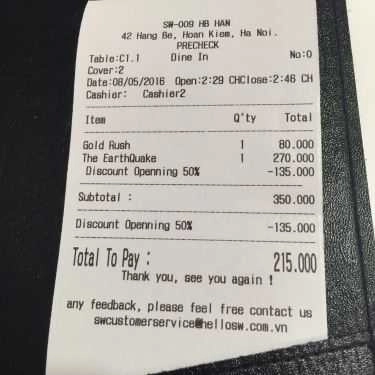 SW-009 HB HAN
42 Hang Be, Hoan Kiem, Ha Noi.
PRECHECK
Table:C1.1 Dine In No:0
Cover:2
Date:08/05/2016 Open:2:29 CHClose:2:46 CH
Cashier: Cashier2
Item Q'ty Total
Gold Rush 1 80.000
The EarthQuake 1 270.000
Discount Openning 50% -135.000
Subtotal : 350.000
Discount Openning 50% -135.000
Total To Pay : 215.000
Thank you, see you again !
any feedback, please feel free contact us
swcustomerservice@hellosw.com.vn